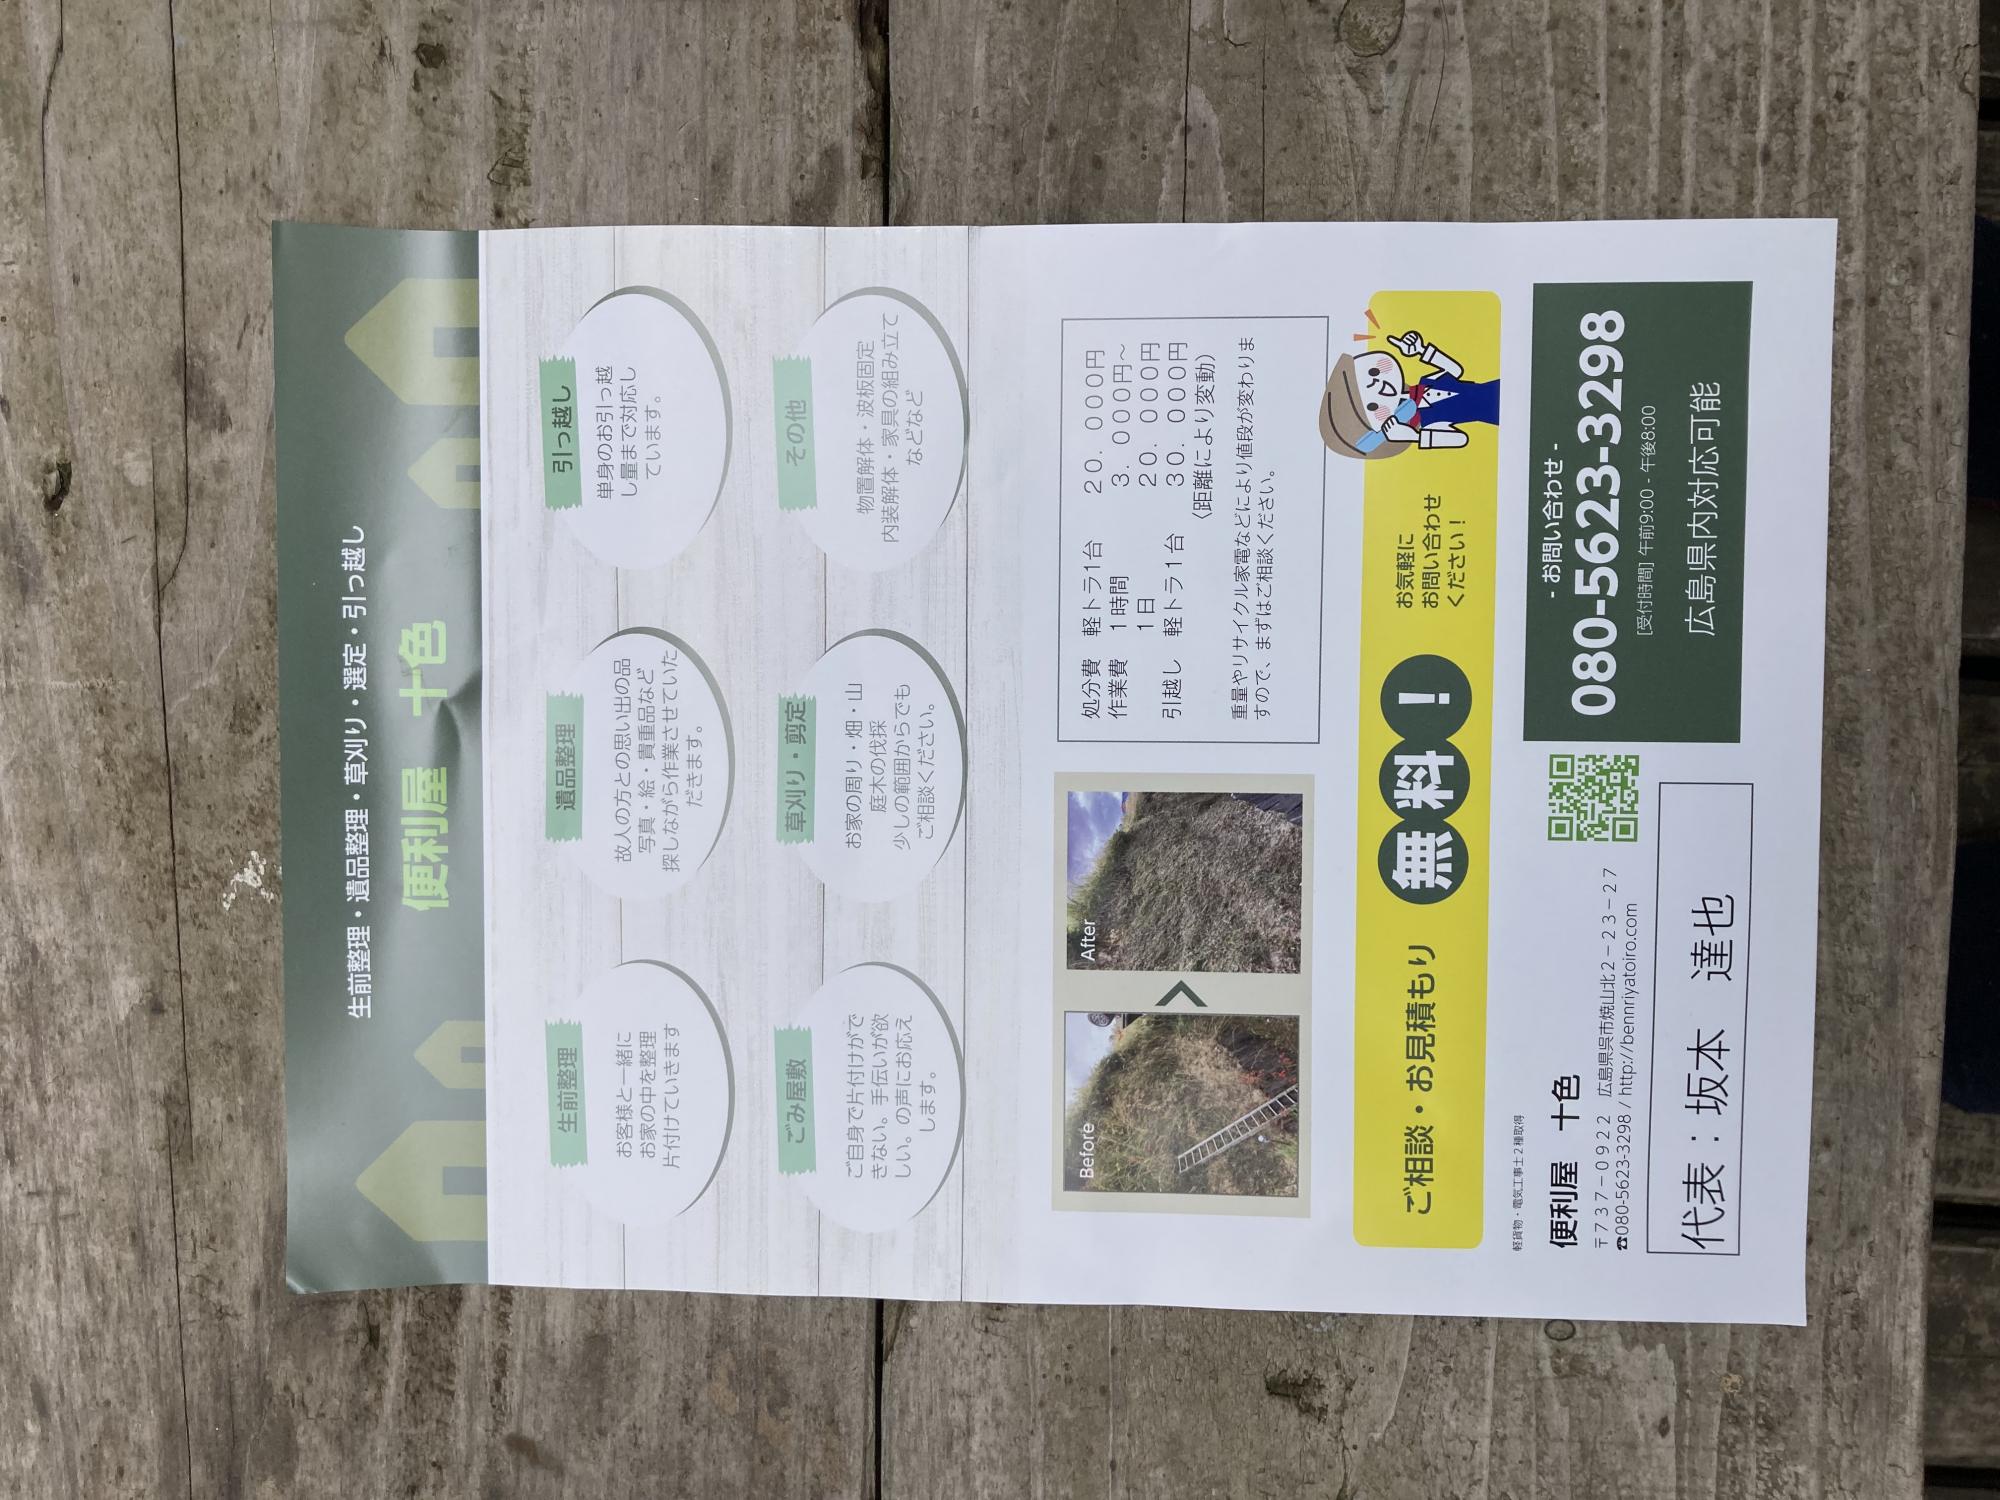 生前整理・遺品整理・草刈り・選定・引っ越し
便利屋 十色
生前整理
お客様と一緒に
お家の中を整理
片付けていきます
遺品整理
故人の方との思い出の品
写真・絵・貴重品など
探しながら作業させていた
だきます。
引っ越し
単身のお引っ越
し量まで対応し
ています。
ごみ屋敷
ご自身で片付けがで
きない。手伝いが欲
しい。の声にお応え
します。
草刈り・剪定
お家の周り・畑・山
庭木の伐採
少しの範囲からでも
ご相談ください。
その他
物置解体・波板固定
内装解体・家具の組み立て
などなど
Before
After
処分費 軽トラ1台 20.000円
作業費 1時間 3.000円～
1日 20.000円
引越し 軽トラ1台 30.000円
〈距離により変動〉
重量やリサイクル家電などにより値段が変わりま
すので、まずはご相談ください。
ご相談・お見積もり 無料！
お気軽に
お問い合わせ
ください！
軽貨物・電気工事士2種取得
便利屋 十色
〒737－0922 広島県呉市焼山北2－23－27
☎080-5623-3298 / http://bennriyatoiro.com
代表：坂本 達也
- お問い合わせ -
080-5623-3298
[受付時間] 午前9:00 - 午後8:00
広島県内対応可能